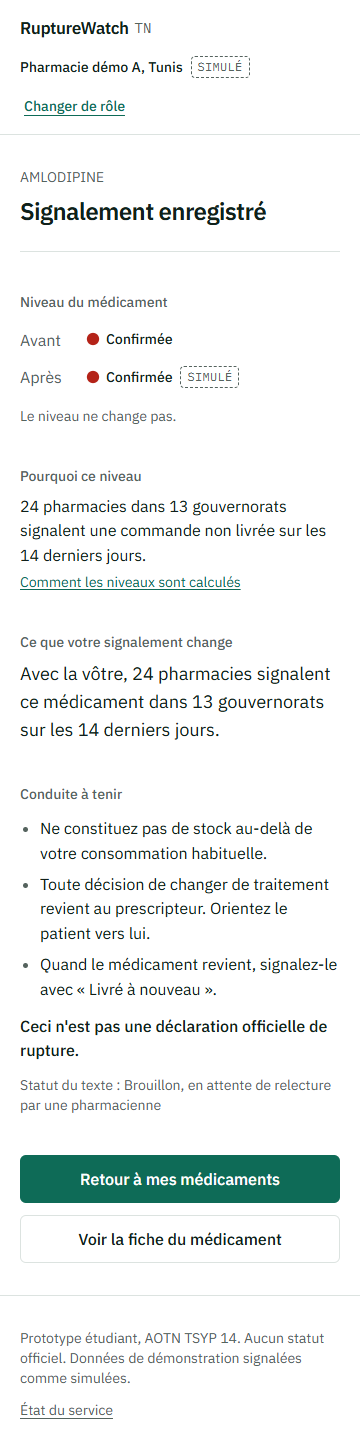 RuptureWatch TN
Pharmacie démo A, Tunis SIMULÉ
Changer de rôle
AMLODIPINE
Signalement enregistré
Niveau du médicament
Avant Confirmée
Après Confirmée SIMULÉ
Le niveau ne change pas.
Pourquoi ce niveau
24 pharmacies dans 13 gouvernorats
signalent une commande non livrée sur les
14 derniers jours.
Comment les niveaux sont calculés
Ce que votre signalement change
Avec la vôtre, 24 pharmacies signalent
ce médicament dans 13 gouvernorats
sur les 14 derniers jours.
Conduite à tenir
• Ne constituez pas de stock au-delà de
votre consommation habituelle.
• Toute décision de changer de traitement
revient au prescripteur. Orientez le
patient vers lui.
• Quand le médicament revient, signalez-le
avec « Livré à nouveau ».
Ceci n'est pas une déclaration officielle de
rupture.
Statut du texte : Brouillon, en attente de relecture
par une pharmacienne
Retour à mes médicaments
Voir la fiche du médicament
Prototype étudiant, AOTN TSYP 14. Aucun statut
officiel. Données de démonstration signalées
comme simulées.
État du service